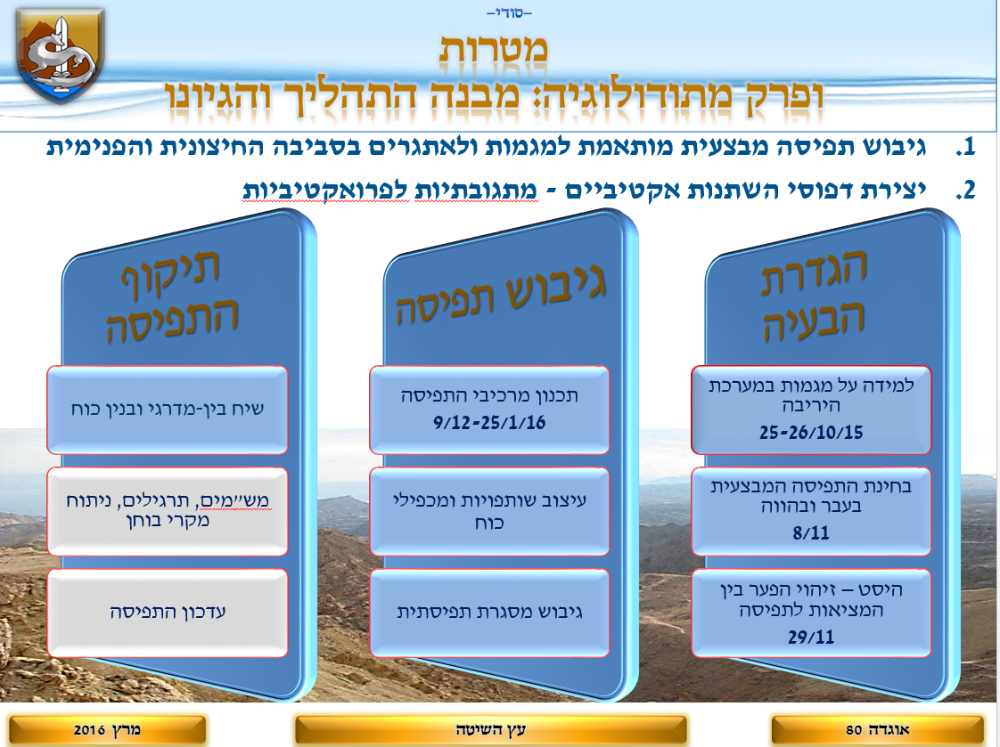 –סודי–
מטרות
ופרק מתודולוגיה: מבנה התהליך והגיונו
1. גיבוש תפיסה מבצעית מותאמת למגמות ולאתגרים בסביבה החיצונית והפנימית
2. יצירת דפוסי השתנות אקטיביים - מתגובתיות לפרואקטיביות
הגדרת
הבעיה
למידה על מגמות במערכת
היריבה
25-26/10/15
בחינת התפיסה המבצעית
בעבר ובהווה
8/11
היסט – זיהוי הפער בין
המציאות לתפיסה
29/11
גיבוש תפיסה
תכנון מרכיבי התפיסה
9/12-25/1/16
עיצוב שותפויות ומכפילי
כוח
גיבוש מסגרת תפיסתית
תיקוף
התפיסה
שיח בין-מדרגי ובנין כוח
מש״מים, תרגילים, ניתוח
מקרי בוחן
עדכון התפיסה
אוגדה 80
עץ השיטה
מרץ 2016